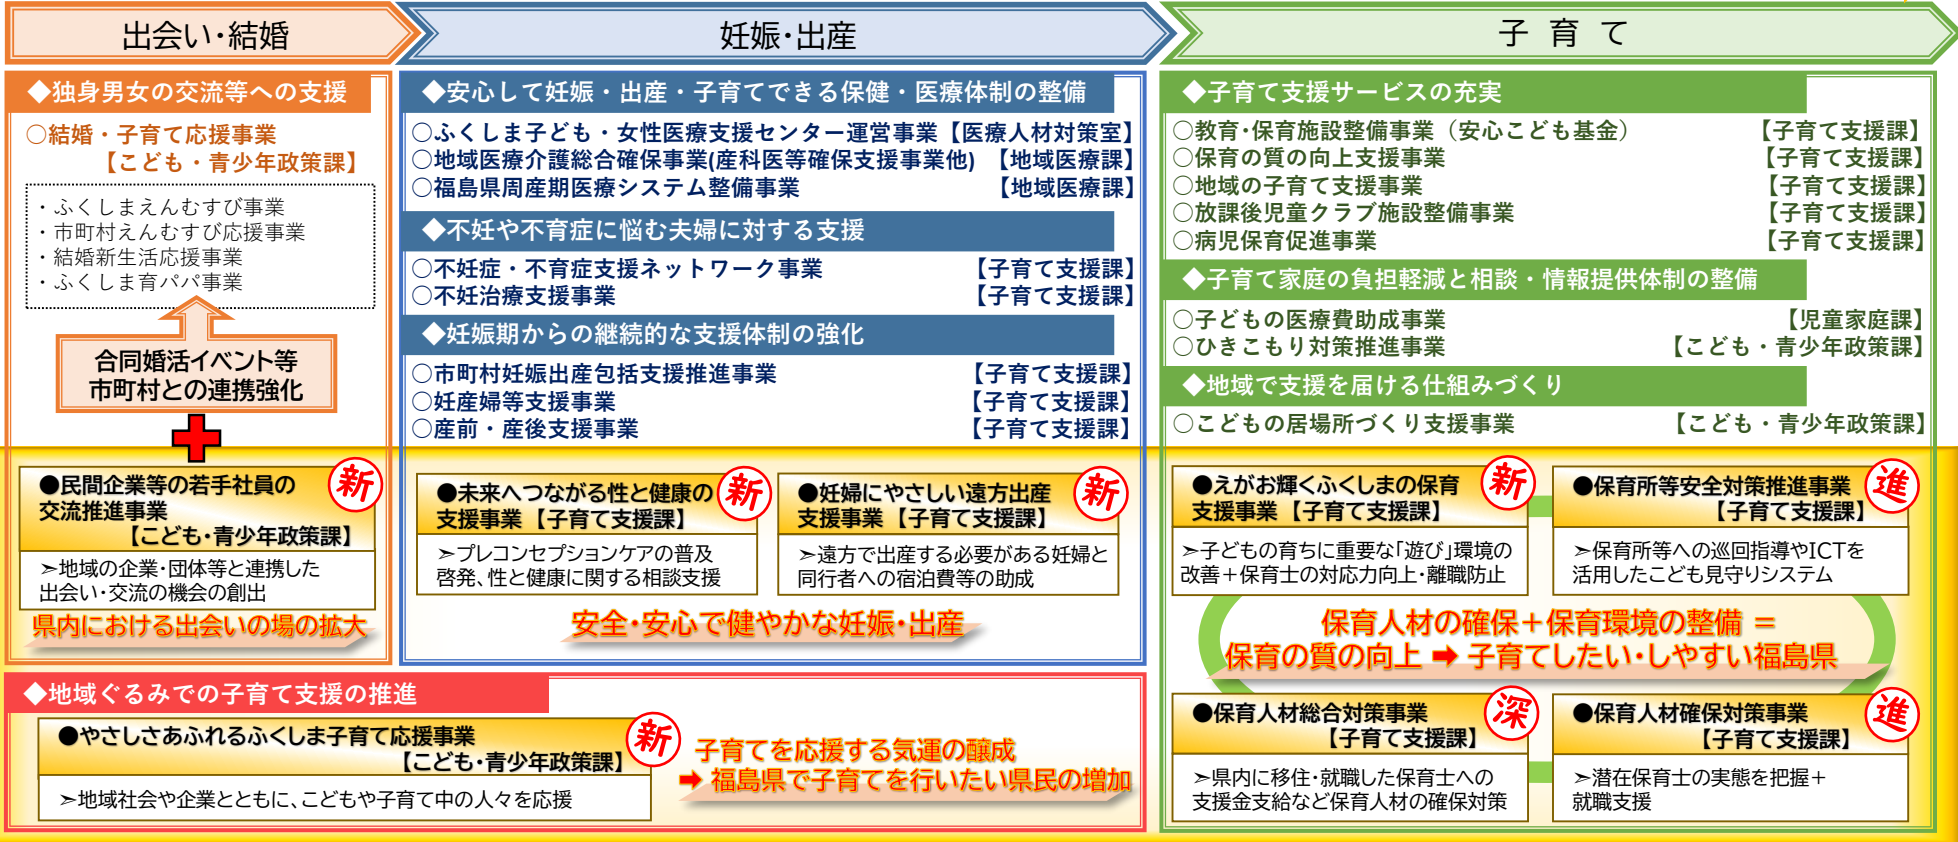 出会い・結婚
◆独身男女の交流等への支援
○結婚・子育て応援事業
【こども・青少年政策課】
・ふくしまえんむすび事業
・市町村えんむすび応援事業
・結婚新生活応援事業
・ふくしま育パパ事業
合同婚活イベント等
市町村との連携強化
●民間企業等の若手社員の
交流推進事業
【こども・青少年政策課】
新
➣地域の企業・団体等と連携した
出会い・交流の機会の創出
県内における出会いの場の拡大
妊娠・出産
◆安心して妊娠・出産・子育てできる保健・医療体制の整備
○ふくしま子ども・女性医療支援センター運営事業【医療人材対策室】
○地域医療介護総合確保事業(産科医等確保支援事業他) 【地域医療課】
○福島県周産期医療システム整備事業 【地域医療課】
◆不妊や不育症に悩む夫婦に対する支援
○不妊症・不育症支援ネットワーク事業 【子育て支援課】
○不妊治療支援事業 【子育て支援課】
◆妊娠期からの継続的な支援体制の強化
○市町村妊娠出産包括支援推進事業 【子育て支援課】
○妊産婦等支援事業 【子育て支援課】
○産前・産後支援事業 【子育て支援課】
●未来へつながる性と健康の
支援事業【子育て支援課】
新
➣プレコンセプションケアの普及
啓発、性と健康に関する相談支援
●妊婦にやさしい遠方出産
支援事業【子育て支援課】
新
➣遠方で出産する必要がある妊婦と
同行者への宿泊費等の助成
安全・安心で健やかな妊娠・出産
子 育 て
◆子育て支援サービスの充実
○教育・保育施設整備事業（安心こども基金） 【子育て支援課】
○保育の質の向上支援事業 【子育て支援課】
○地域の子育て支援事業 【子育て支援課】
○放課後児童クラブ施設整備事業 【子育て支援課】
○病児保育促進事業 【子育て支援課】
◆子育て家庭の負担軽減と相談・情報提供体制の整備
○子どもの医療費助成事業 【児童家庭課】
○ひきこもり対策推進事業 【こども・青少年政策課】
◆地域で支援を届ける仕組みづくり
○こどもの居場所づくり支援事業 【こども・青少年政策課】
●えがお輝くふくしまの保育
支援事業【子育て支援課】
新
➣子どもの育ちに重要な「遊び」環境の
改善＋保育士の対応力向上・離職防止
●保育所等安全対策推進事業
【子育て支援課】
進
➣保育所等への巡回指導やICTを
活用したこども見守りシステム
保育人材の確保＋保育環境の整備 ＝
保育の質の向上 ➡ 子育てしたい・しやすい福島県
●保育人材総合対策事業
【子育て支援課】
深
➣県内に移住・就職した保育士への
支援金支給など保育人材の確保対策
●保育人材確保対策事業
【子育て支援課】
進
➣潜在保育士の実態を把握＋
就職支援
◆地域ぐるみでの子育て支援の推進
●やさしさあふれるふくしま子育て応援事業
【こども・青少年政策課】
新
➣地域社会や企業とともに、こどもや子育て中の人々を応援
子育てを応援する気運の醸成
➡ 福島県で子育てを行いたい県民の増加